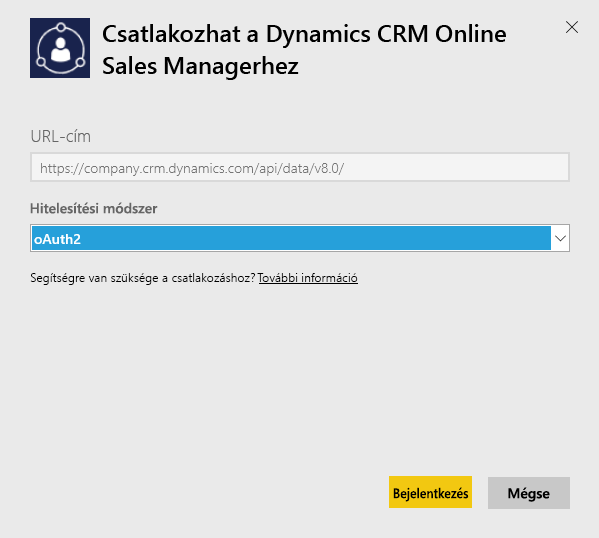 Csatlakozhat a Dynamics CRM Online
Sales Managerhez
URL-cím
https://company.crm.dynamics.com/api/data/v8.0/
Hitelesítési módszer
oAuth2
Segítségre van szüksége a csatlakozáshoz? További információ
Bejelentkezés
Mégse